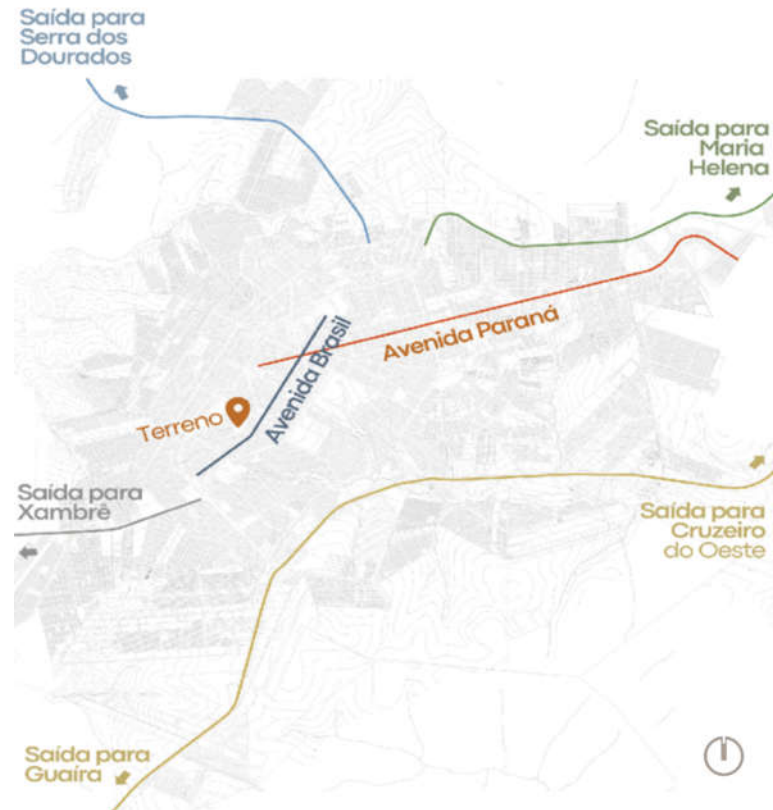 Saída para
Serra dos
Dourados
Saída para
Maria
Helena
Avenida Paraná
Avenida Brasil
Terreno
Saída para
Xambrê
Saída para
Cruzeiro
do Oeste
Saída para
Guaíra